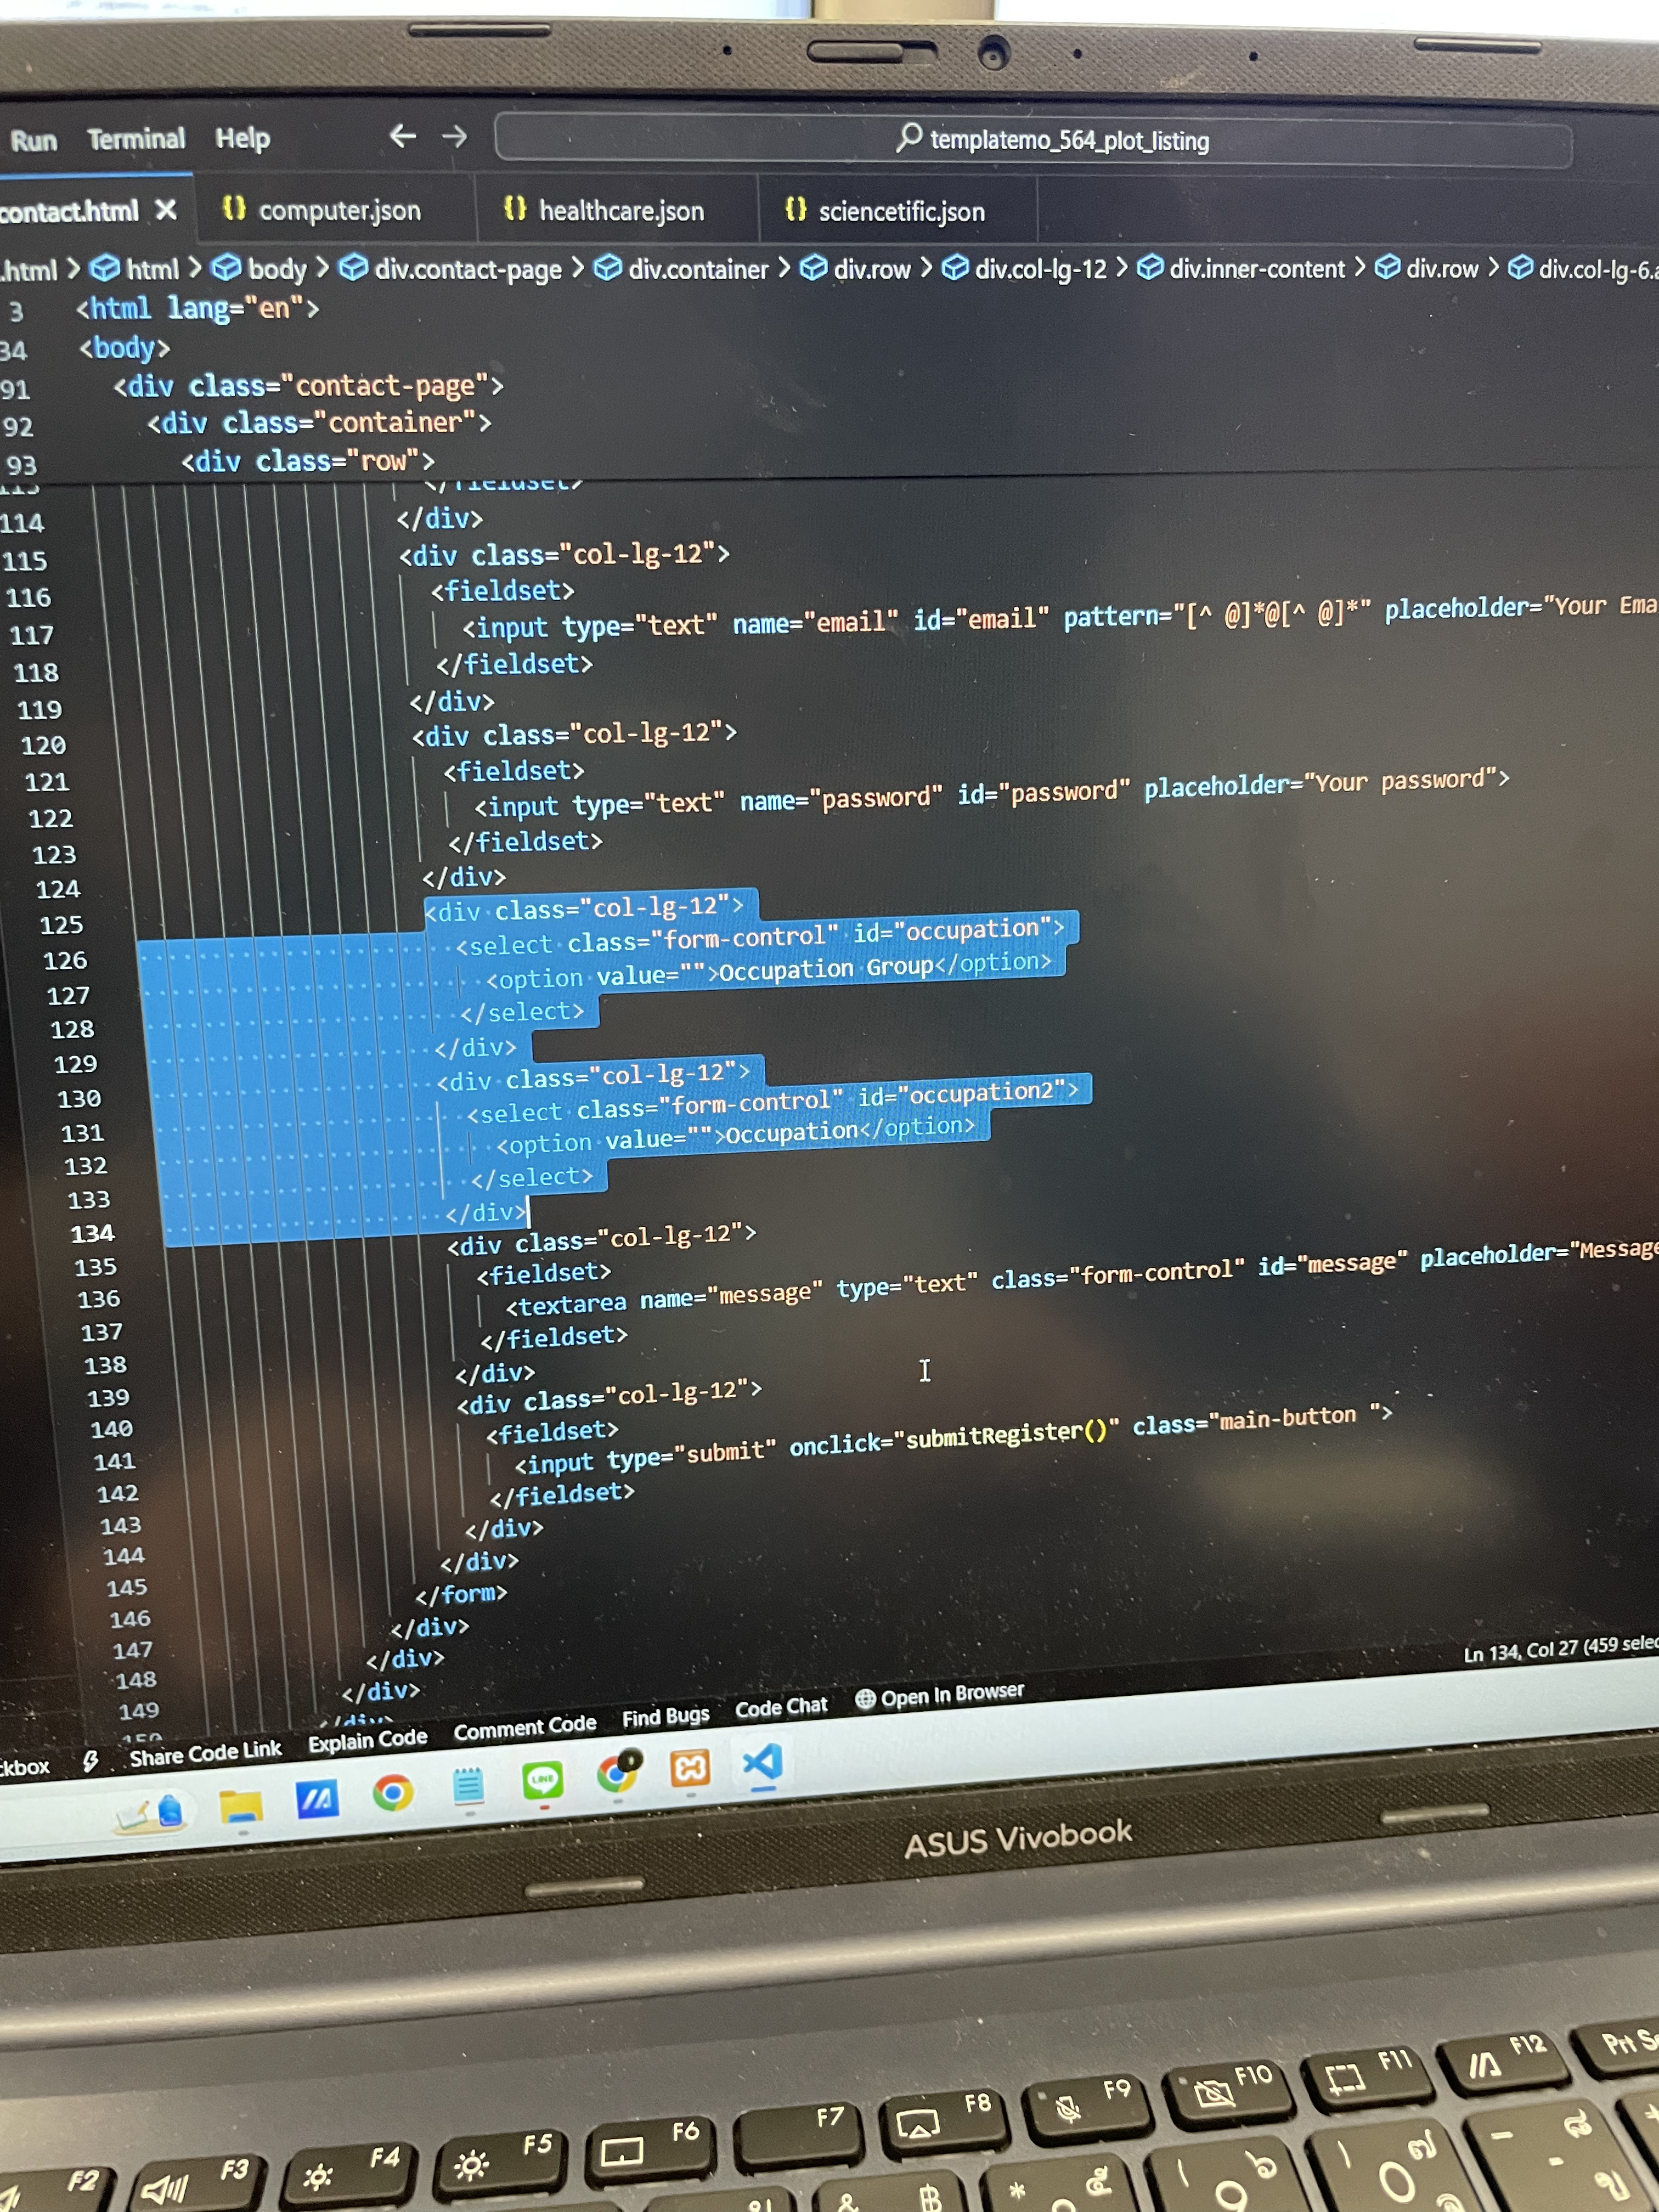 Run Terminal Help ← → templatemo_564_plot_listing
contact.html × {} computer.json {} healthcare.json {} sciencetific.json
.html > html > body > div.contact-page > div.container > div.row > div.col-lg-12 > div.inner-content > div.row > div.col-lg-6.
3 <html lang="en">
34 <body>
91 <div class="contact-page">
92 <div class="container">
93 <div class="row">
113 </fieldset>
114 </div>
115 <div class="col-lg-12">
116 <fieldset>
117 <input type="text" name="email" id="email" pattern="[^ @]*@[^ @]*" placeholder="Your Ema
118 </fieldset>
119 </div>
120 <div class="col-lg-12">
121 <fieldset>
122 <input type="text" name="password" id="password" placeholder="Your password">
123 </fieldset>
124 </div>
125 <div class="col-lg-12">
126 <select class="form-control" id="occupation">
127 <option value="">Occupation Group</option>
128 </select>
129 </div>
130 <div class="col-lg-12">
131 <select class="form-control" id="occupation2">
132 <option value="">Occupation</option>
133 </select>
134 </div>
135 <div class="col-lg-12">
136 <fieldset>
137 <textarea name="message" type="text" class="form-control" id="message" placeholder="Message
138 </fieldset>
139 </div>
140 <div class="col-lg-12">
141 <fieldset>
142 <input type="submit" onclick="submitRegister()" class="main-button ">
143 </fieldset>
144 </div>
145 </div>
146 </form>
147 </div>
148 </div>
149 </div>
150 </div>
Ln 134, Col 27 (459 selec
ckbox Share Code Link Explain Code Comment Code Find Bugs Code Chat Open In Browser
LINE
ASUS Vivobook
F2 F3 F4 F5 F6 F7 F8 F9 F10 F11 F12 Prt Sc
& ฿ * ๕ ๖ ๗ ๘ ข